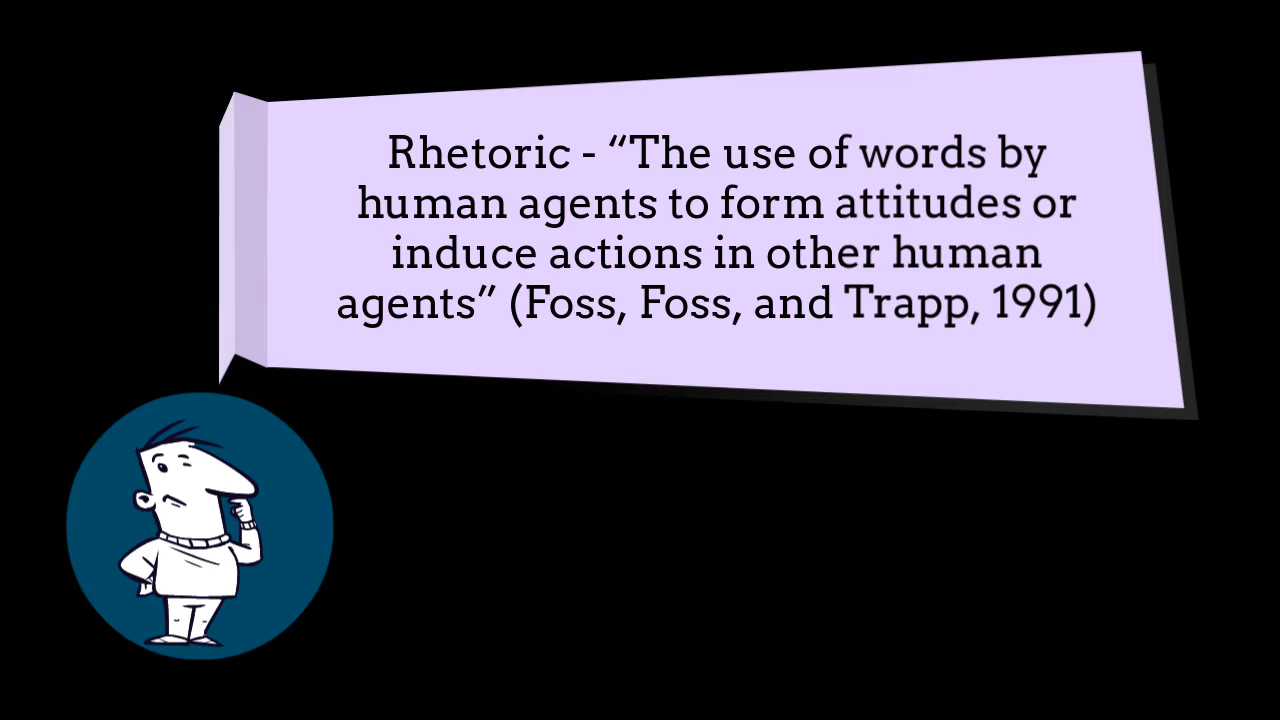 Rhetoric - “The use of words by
human agents to form attitudes or
induce actions in other human
agents” (Foss, Foss, and Trapp, 1991)